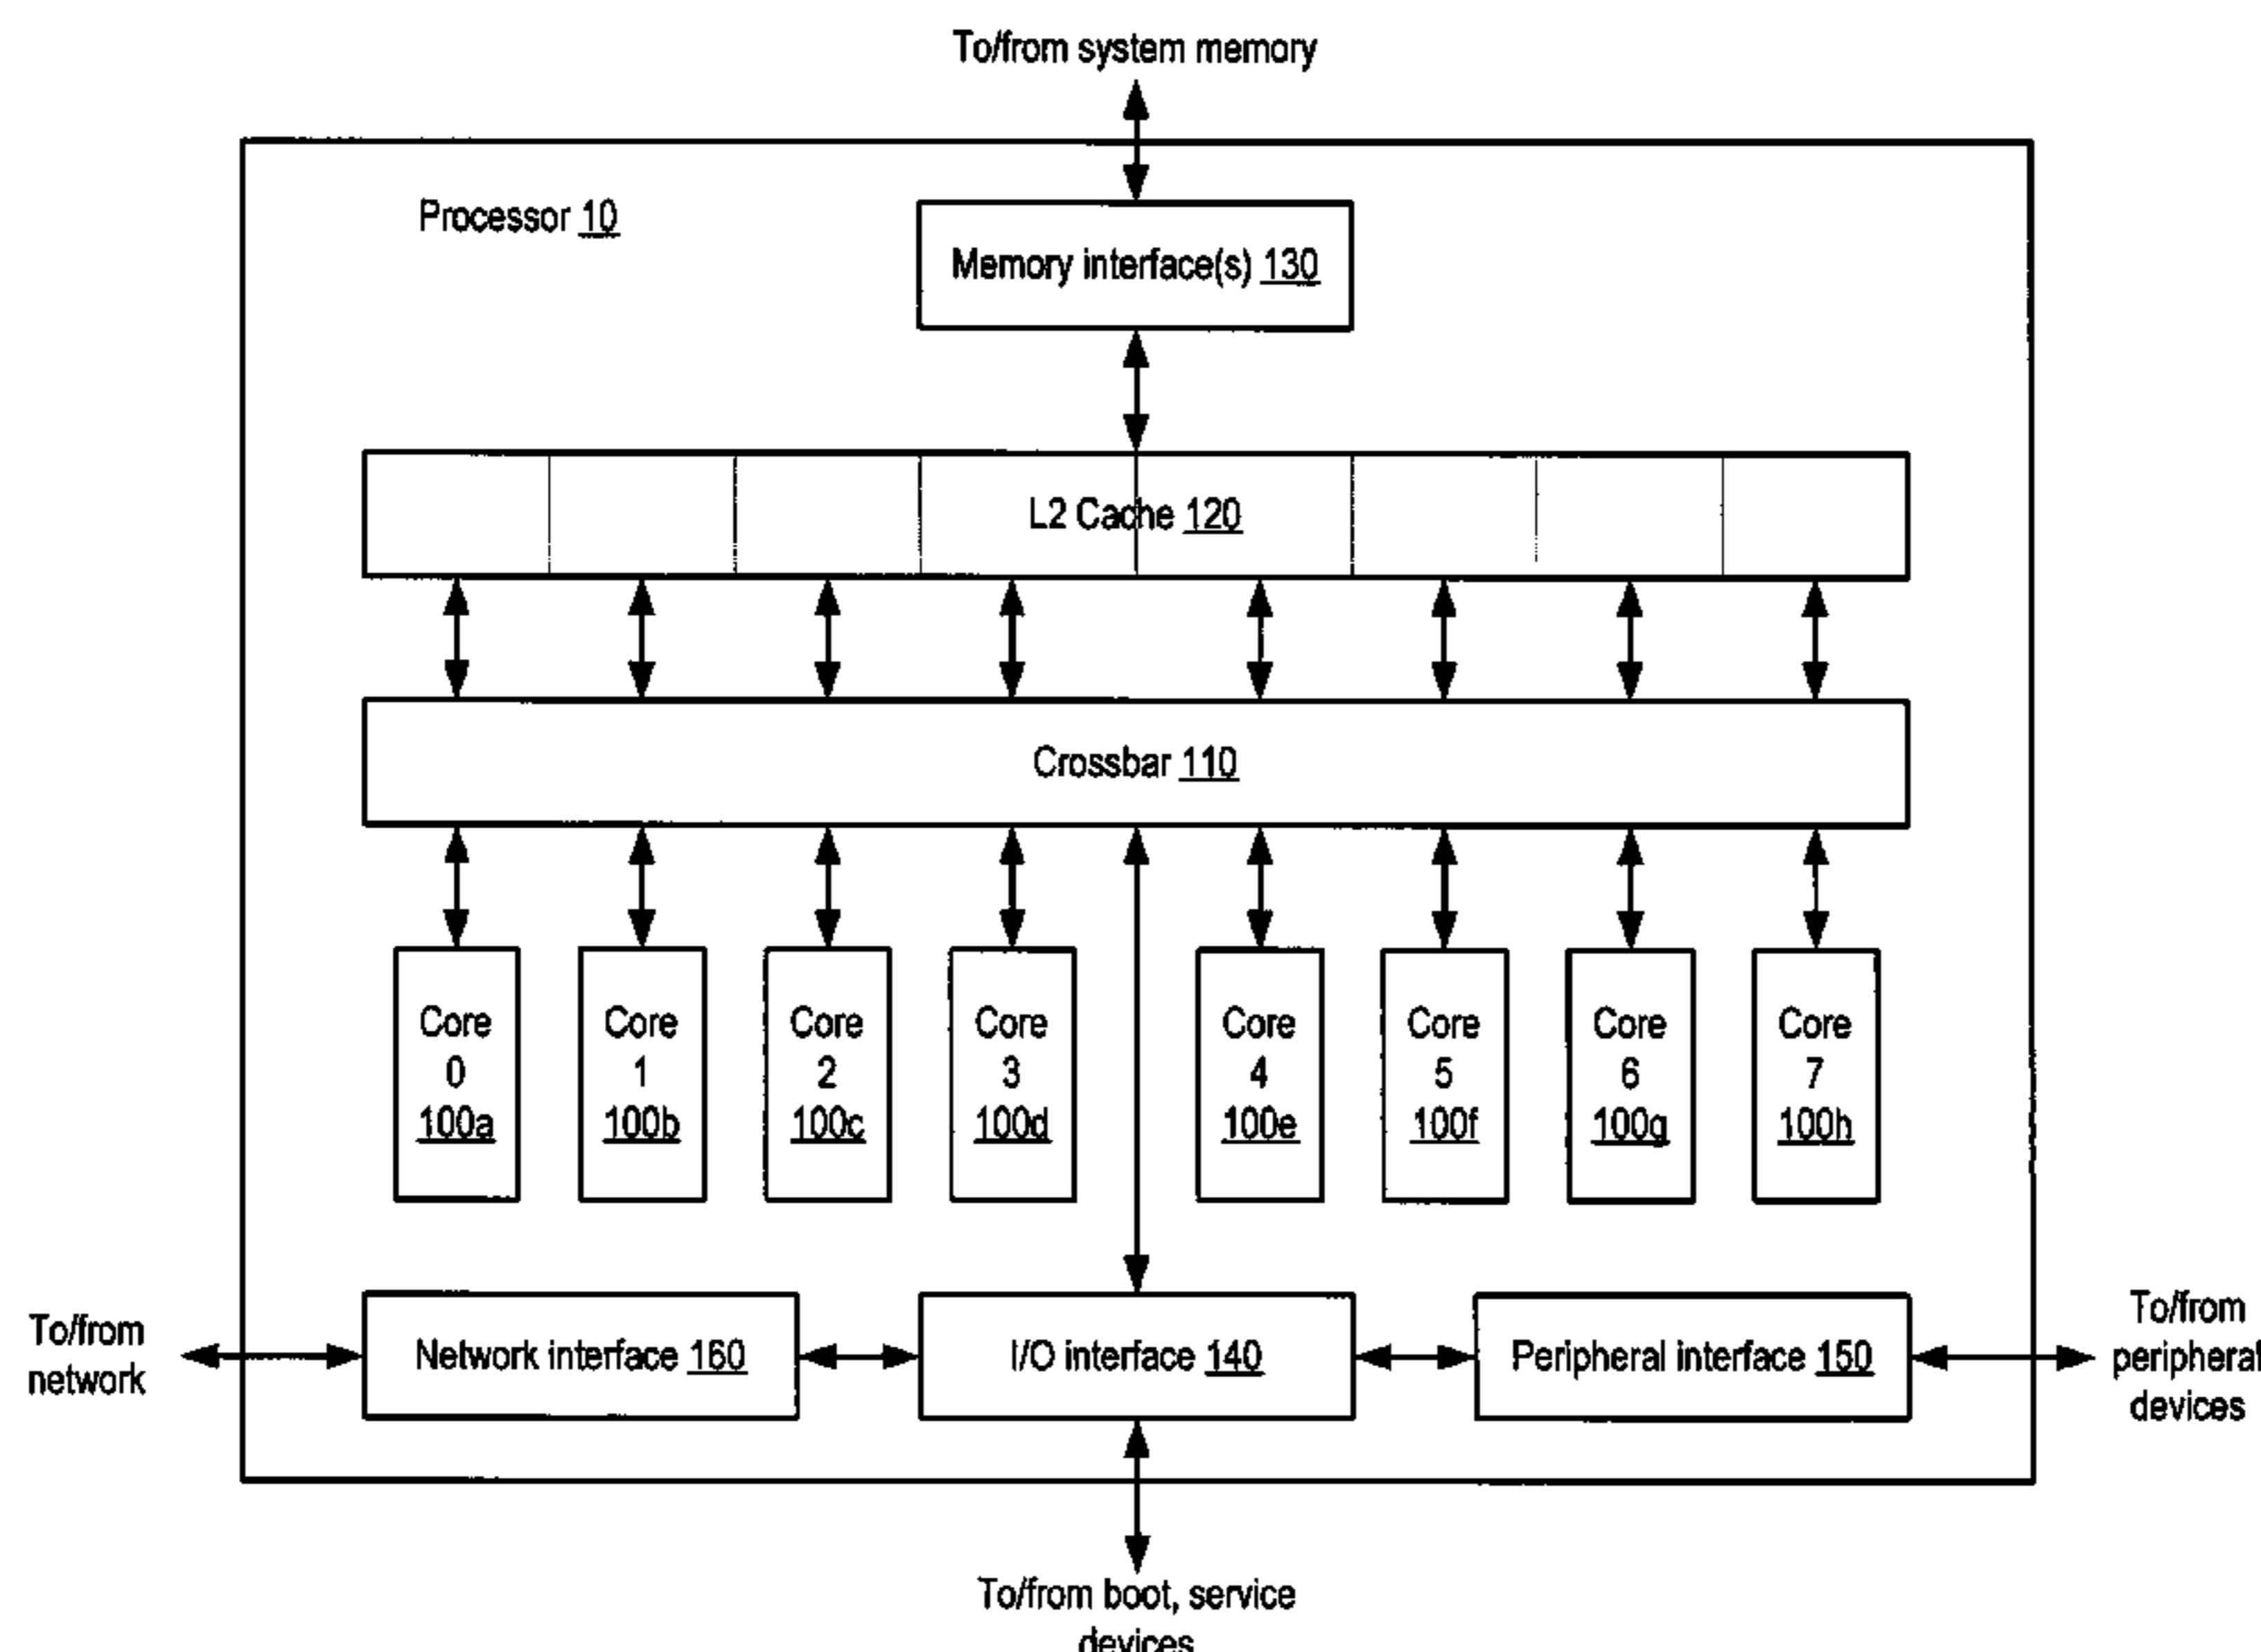 To/from system memory
Processor 10
Memory interface(s) 130
L2 Cache 120
Crossbar 110
Core
0
100a
Core
1
100b
Core
2
100c
Core
3
100d
Core
4
100e
Core
5
100f
Core
6
100g
Core
7
100h
To/from
network
Network interface 160
I/O interface 140
Peripheral interface 150
To/from
peripheral
devices
To/from boot, service
devices